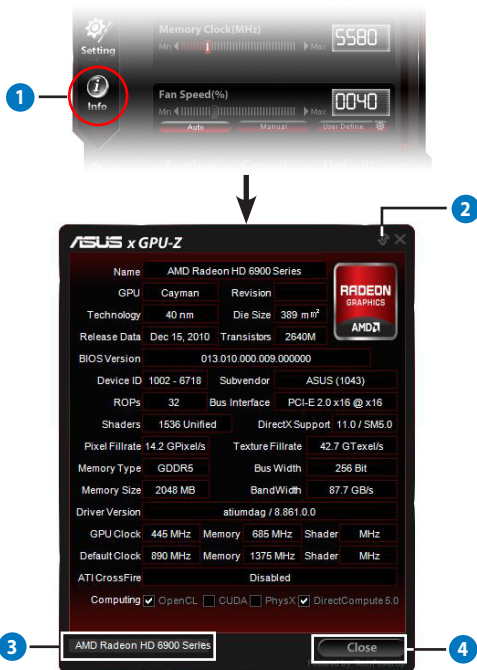 Memory Clock(MHz)
Min Max 5580
Setting
1
Info
Fan Speed(%)
Min Max 0040
Auto Manual User Define
2
ASUS x GPU-Z
Name AMD Radeon HD 6900 Series
GPU Cayman Revision
RADEON
GRAPHICS
AMD
Technology 40 nm Die Size 389 m㎡
Release Data Dec 15, 2010 Transistors 2640M
BIOS Version 013.010.000.009.000000
Device ID 1002 - 6718 Subvendor ASUS (1043)
ROPs 32 Bus Interface PCI-E 2.0 x16 @ x16
Shaders 1536 Unified DirectX Support 11.0 / SM5.0
Pixel Fillrate 14.2 GPixel/s Texture Fillrate 42.7 GTexel/s
Memory Type GDDR5 Bus Width 256 Bit
Memory Size 2048 MB BandWidth 87.7 GB/s
Driver Version atiumdag / 8.861.0.0
GPU Clock 445 MHz Memory 685 MHz Shader MHz
Default Clock 890 MHz Memory 1375 MHz Shader MHz
ATI CrossFire Disabled
Computing OpenCL CUDA PhysX DirectCompute 5.0
3
AMD Radeon HD 6900 Series
Close
4